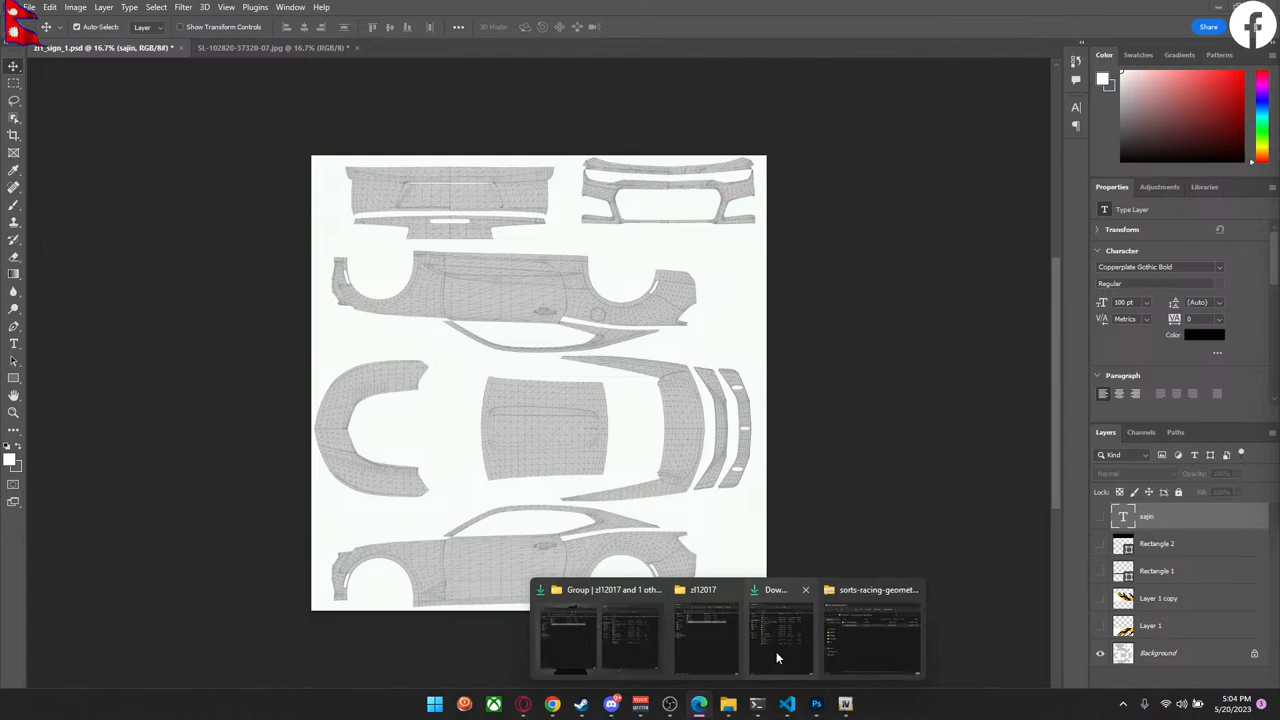 File Edit Image Layer Type Select Filter 3D View Plugins Window Help
Auto-Select: Layer Show Transform Controls 3D Mode: Share
zl1_sign_1.psd @ 16.7% (sajin, RGB/8#) * × SL-102820-37320-07.jpg @ 16.7% (RGB/8) * ×
Color Swatches Gradients Patterns
Properties Adjustments Libraries
T Type Layer
Transform
Character
Copperplate Gothic Bold
Regular
100 pt (Auto)
Metrics 0
Color
Paragraph
Layers Channels Paths
Kind
Normal Opacity: 100%
Lock: Fill: 100%
T sajin
Rectangle 2
Rectangle 1
Layer 1 copy
Layer 1
Background
Group | zl12017 and 1 oth... zl12017 Dow... × sorts-racing-geomet...
5:04 PM
5/20/2023